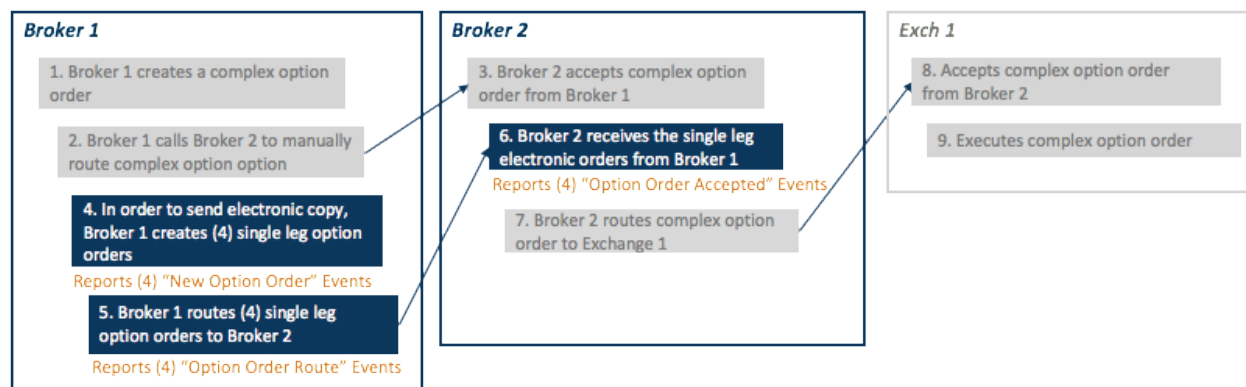 Broker 1
1. Broker 1 creates a complex option
order
2. Broker 1 calls Broker 2 to manually
route complex option option
4. In order to send electronic copy,
Broker 1 creates (4) single leg option
orders
Reports (4) “New Option Order” Events
5. Broker 1 routes (4) single leg
option orders to Broker 2
Reports (4) “Option Order Route” Events
Broker 2
3. Broker 2 accepts complex option
order from Broker 1
6. Broker 2 receives the single leg
electronic orders from Broker 1
Reports (4) “Option Order Accepted” Events
7. Broker 2 routes complex option
order to Exchange 1
Exch 1
8. Accepts complex option order
from Broker 2
9. Executes complex option order